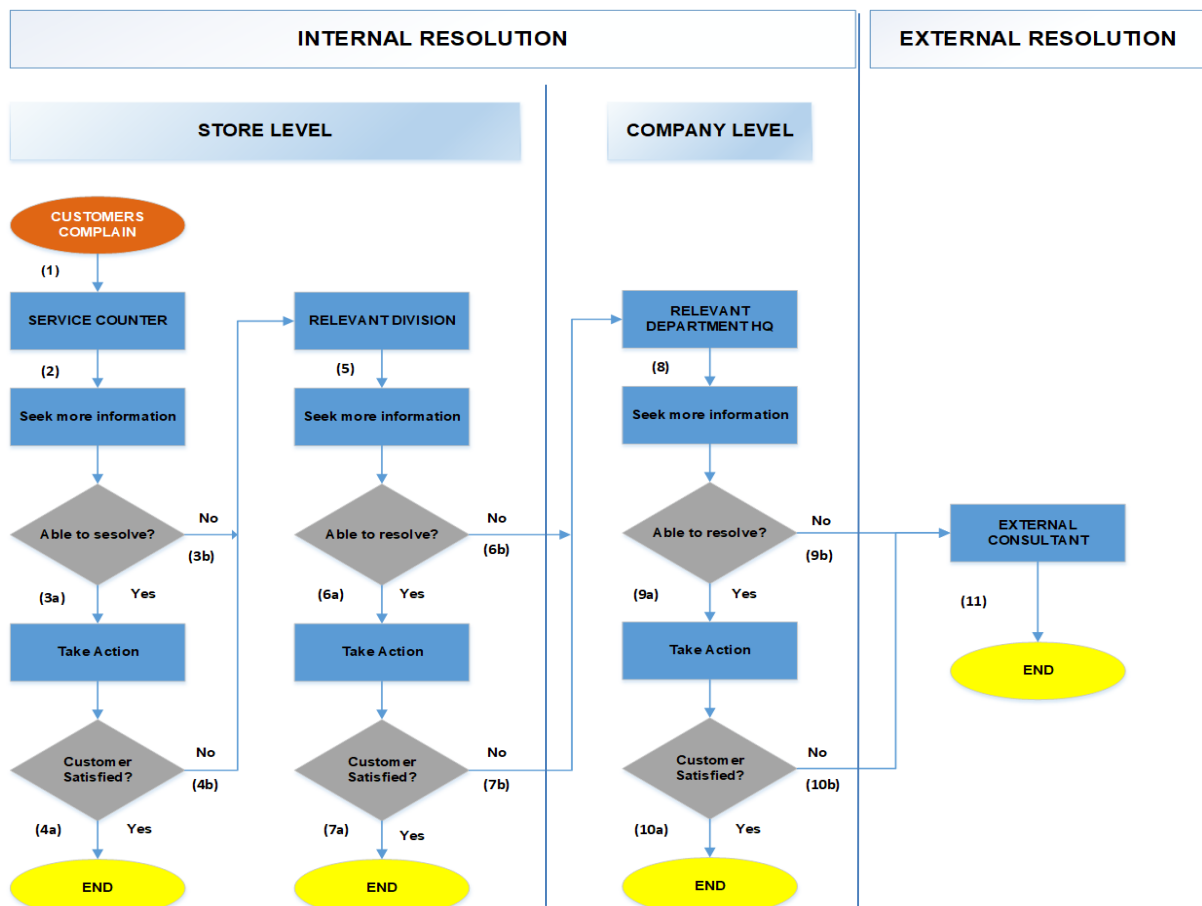 INTERNAL RESOLUTION
EXTERNAL RESOLUTION
STORE LEVEL
COMPANY LEVEL
CUSTOMERS
COMPLAIN
(1)
SERVICE COUNTER
(2)
Seek more information
Able to sesolve?
No
(3b)
(3a)
Yes
Take Action
Customer
Satisfied?
No
(4b)
(4a)
Yes
END
RELEVANT DIVISION
(5)
Seek more information
Able to resolve?
No
(6b)
(6a)
Yes
Take Action
Customer
Satisfied?
No
(7b)
(7a)
Yes
END
RELEVANT
DEPARTMENT HQ
(8)
Seek more information
Able to resolve?
No
(9b)
(9a)
Yes
Take Action
Customer
Satisfied?
No
(10b)
(10a)
Yes
END
EXTERNAL
CONSULTANT
(11)
END